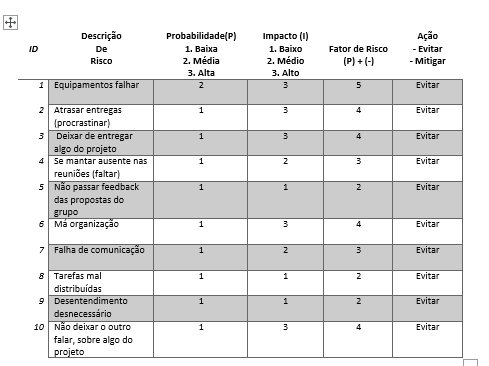 ID
Descrição
De
Risco
Probabilidade(P)
1. Baixa
2. Média
3. Alta
Impacto (I)
1. Baixo
2. Médio
3. Alto
Fator de Risco
(P) + (-)
Ação
- Evitar
- Mitigar
1 Equipamentos falhar 2 3 5 Evitar
2 Atrasar entregas 1 3 4 Evitar
(procrastinar)
3 Deixar de entregar 1 3 4 Evitar
algo do projeto
4 Se mantar ausente nas 1 2 3 Evitar
reuniões (faltar)
5 Não passar feedback 1 1 2 Evitar
das propostas do
grupo
6 Má organização 1 3 4 Evitar
7 Falha de comunicação 1 2 3 Evitar
8 Tarefas mal 1 1 2 Evitar
distribuídas
9 Desentendimento 1 1 2 Evitar
desnecessário
10 Não deixar o outro 1 3 4 Evitar
falar, sobre algo do
projeto